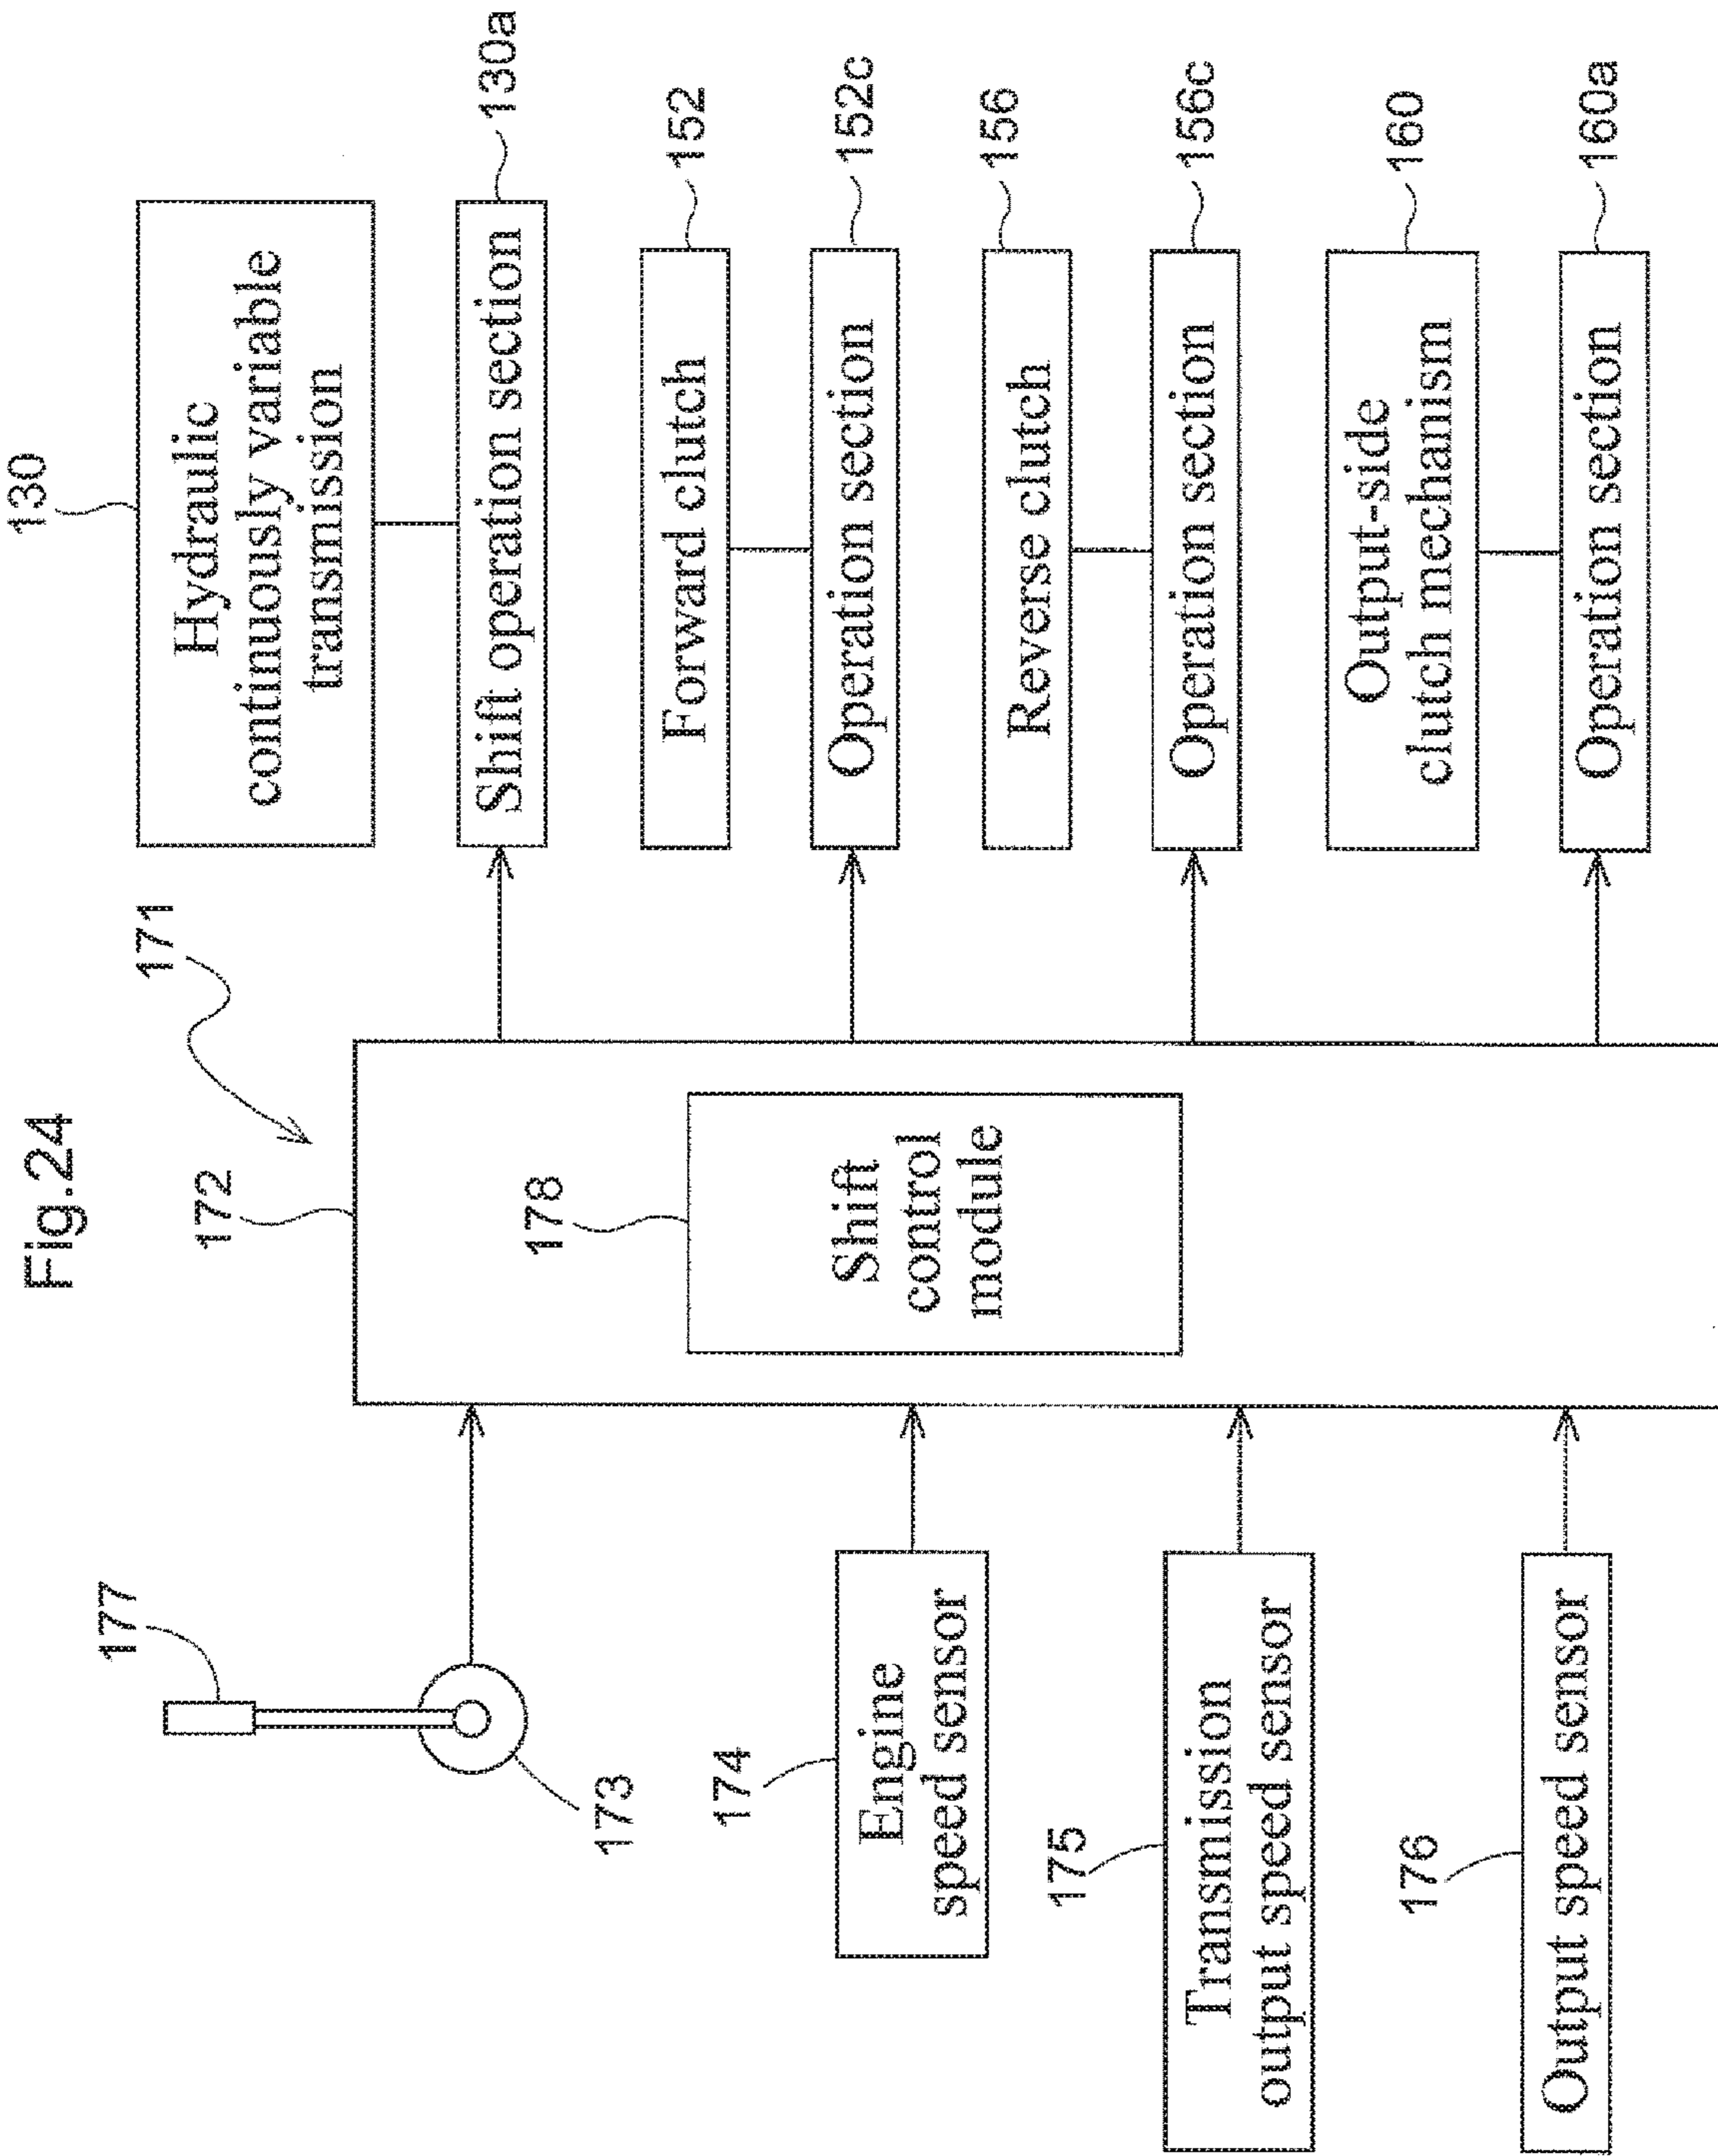 Fig.24
171
172
178
Shift
control
module
177
173
174
Engine
speed sensor
175
Transmission
output speed sensor
176
Output speed sensor
130
Hydraulic
continuously variable
transmission
130a
Shift operation section
152
Forward clutch
152c
Operation section
156
Reverse clutch
156c
Operation section
160
Output-side
clutch mechanism
160a
Operation section